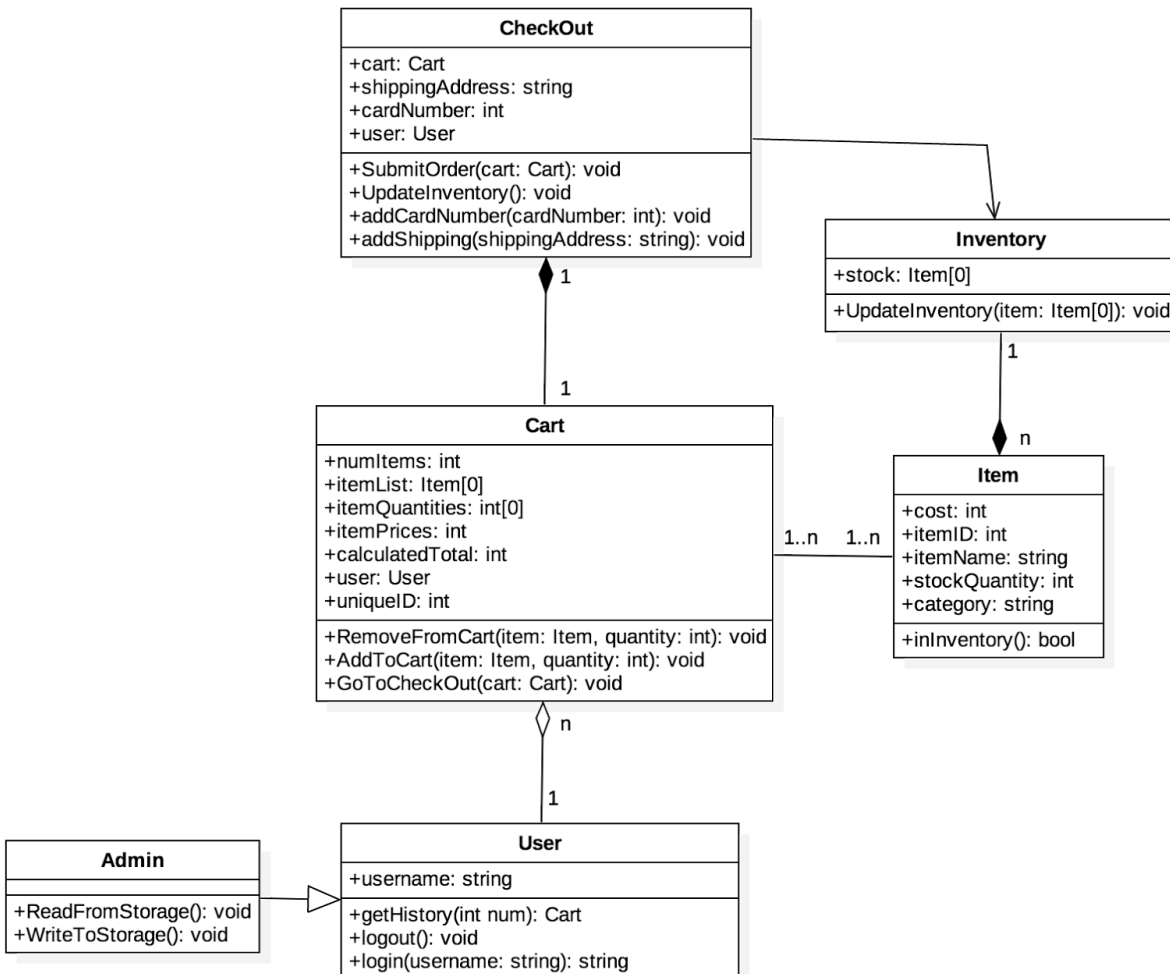 CheckOut
+cart: Cart
+shippingAddress: string
+cardNumber: int
+user: User
+SubmitOrder(cart: Cart): void
+UpdateInventory(): void
+addCardNumber(cardNumber: int): void
+addShipping(shippingAddress: string): void
1
1
Inventory
+stock: Item[0]
+UpdateInventory(item: Item[0]): void
1
n
Cart
+numItems: int
+itemList: Item[0]
+itemQuantities: int[0]
+itemPrices: int
+calculatedTotal: int
+user: User
+uniqueID: int
+RemoveFromCart(item: Item, quantity: int): void
+AddToCart(item: Item, quantity: int): void
+GoToCheckOut(cart: Cart): void
1..n 1..n
Item
+cost: int
+itemID: int
+itemName: string
+stockQuantity: int
+category: string
+inInventory(): bool
n
1
Admin
+ReadFromStorage(): void
+WriteToStorage(): void
User
+username: string
+getHistory(int num): Cart
+logout(): void
+login(username: string): string